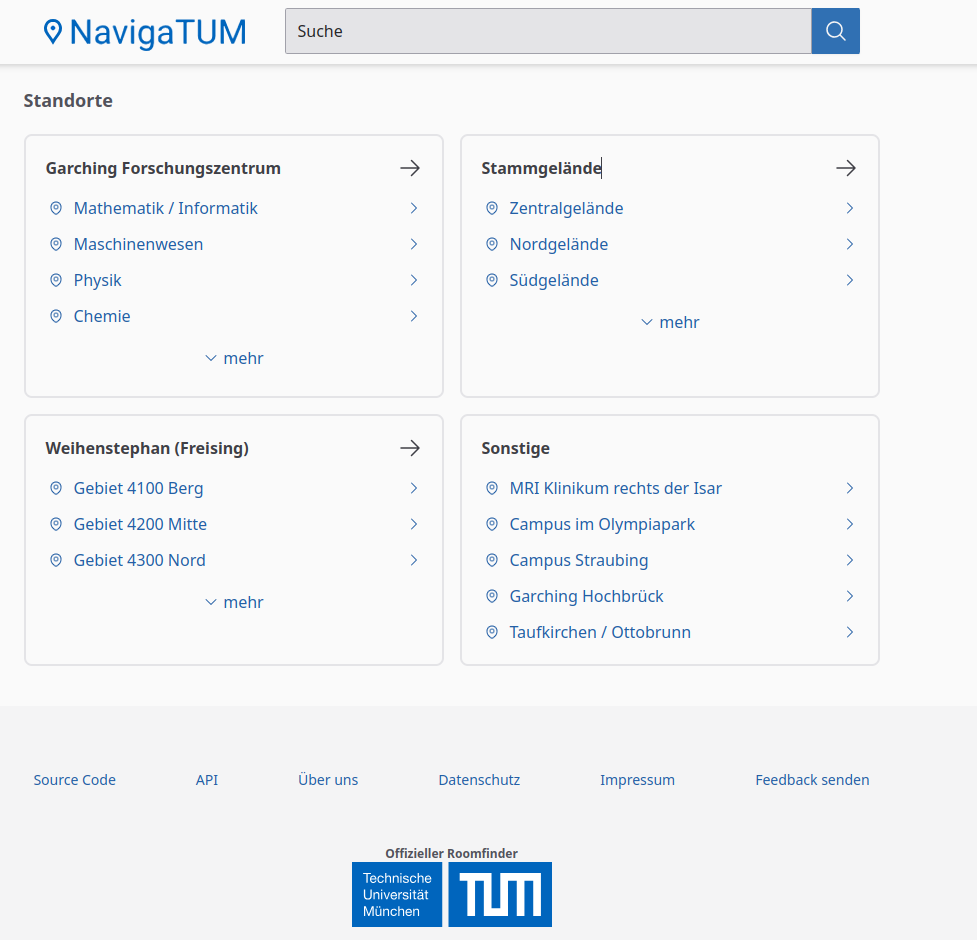 NavigaTUM
Suche
Standorte
Garching Forschungszentrum
Mathematik / Informatik
Maschinenwesen
Physik
Chemie
mehr
Stammgelände
Zentralgelände
Nordgelände
Südgelände
mehr
Weihenstephan (Freising)
Gebiet 4100 Berg
Gebiet 4200 Mitte
Gebiet 4300 Nord
mehr
Sonstige
MRI Klinikum rechts der Isar
Campus im Olympiapark
Campus Straubing
Garching Hochbrück
Taufkirchen / Ottobrunn
Source Code API Über uns Datenschutz Impressum Feedback senden
Offizieller Roomfinder
Technische
Universität
München
TUM